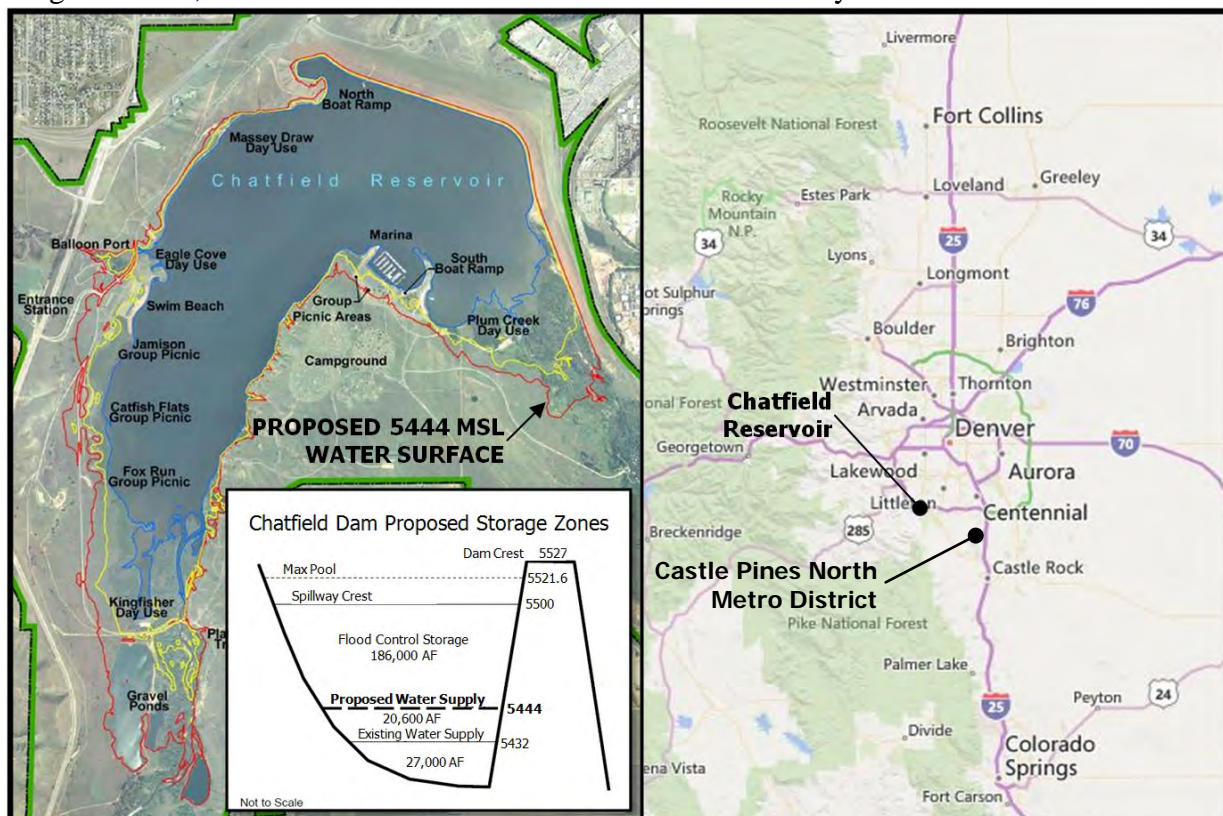 North
Boat Ramp
Massey Draw
Day Use
Chatfield Reservoir
Balloon Port
Eagle Cove
Day Use
Marina
South
Boat Ramp
Entrance
Station
Swim Beach
Group
Picnic Areas
Plum Creek
Day Use
Jamison
Group Picnic
Campground
Catfish Flats
Group Picnic
PROPOSED 5444 MSL
WATER SURFACE
Fox Run
Group Picnic
Kingfisher
Day Use
Gravel
Ponds
Chatfield Dam Proposed Storage Zones
Dam Crest 5527
Max Pool
5521.6
Spillway Crest
5500
Flood Control Storage
186,000 AF
Proposed Water Supply
5444
20,600 AF
Existing Water Supply
5432
27,000 AF
Not to Scale
Livermore
Roosevelt National Forest
Fort Collins
Rocky
Mountain
N.P.
Estes Park
Loveland
Greeley
34
25
34
Lyons
Longmont
ot Sulphur
prings
76
Boulder
Brighton
Westminster
Thornton
onal Forest
Arvada
Chatfield
Reservoir
Denver
Georgetown
70
Lakewood
Aurora
Breckenridge
285
Centennial
Castle Pines North
Metro District
Castle Rock
Pike National Forest
Palmer Lake
Peyton
24
25
Divide
ena Vista
Colorado
Springs
Fort Carson